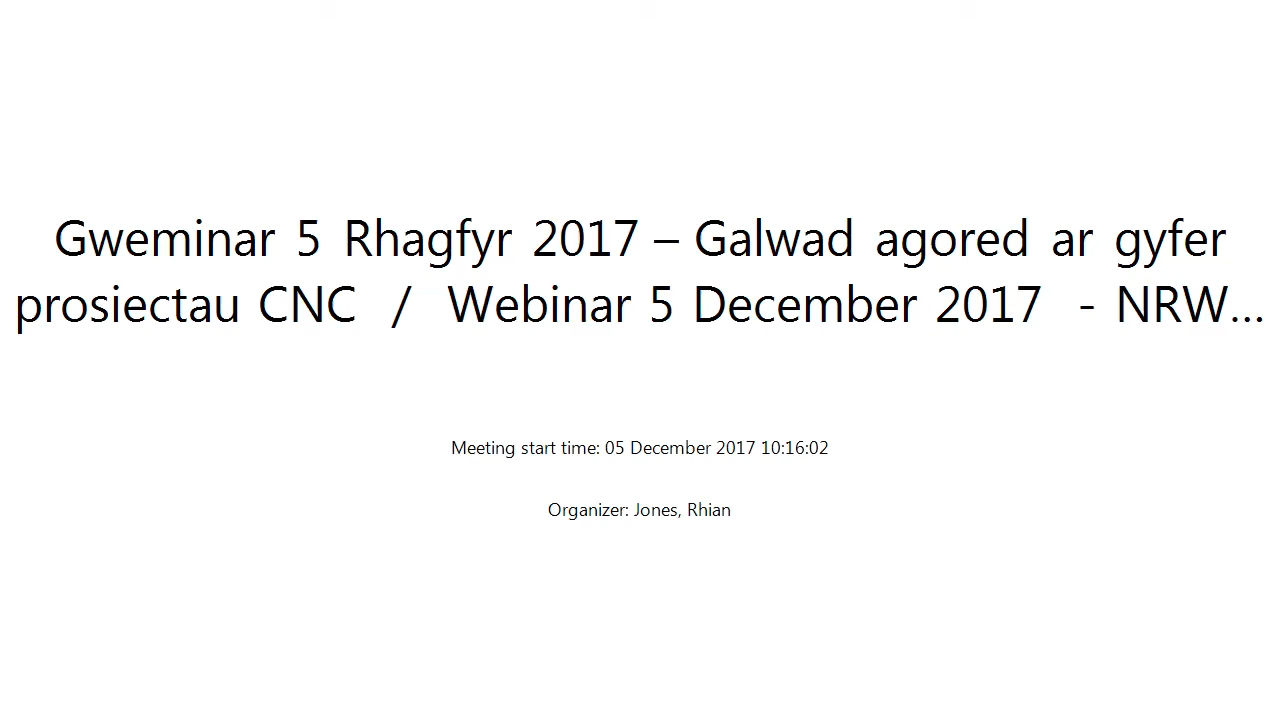 Gweminar 5 Rhagfyr 2017 – Galwad agored ar gyfer
prosiectau CNC / Webinar 5 December 2017 - NRW...
Meeting start time: 05 December 2017 10:16:02
Organizer: Jones, Rhian